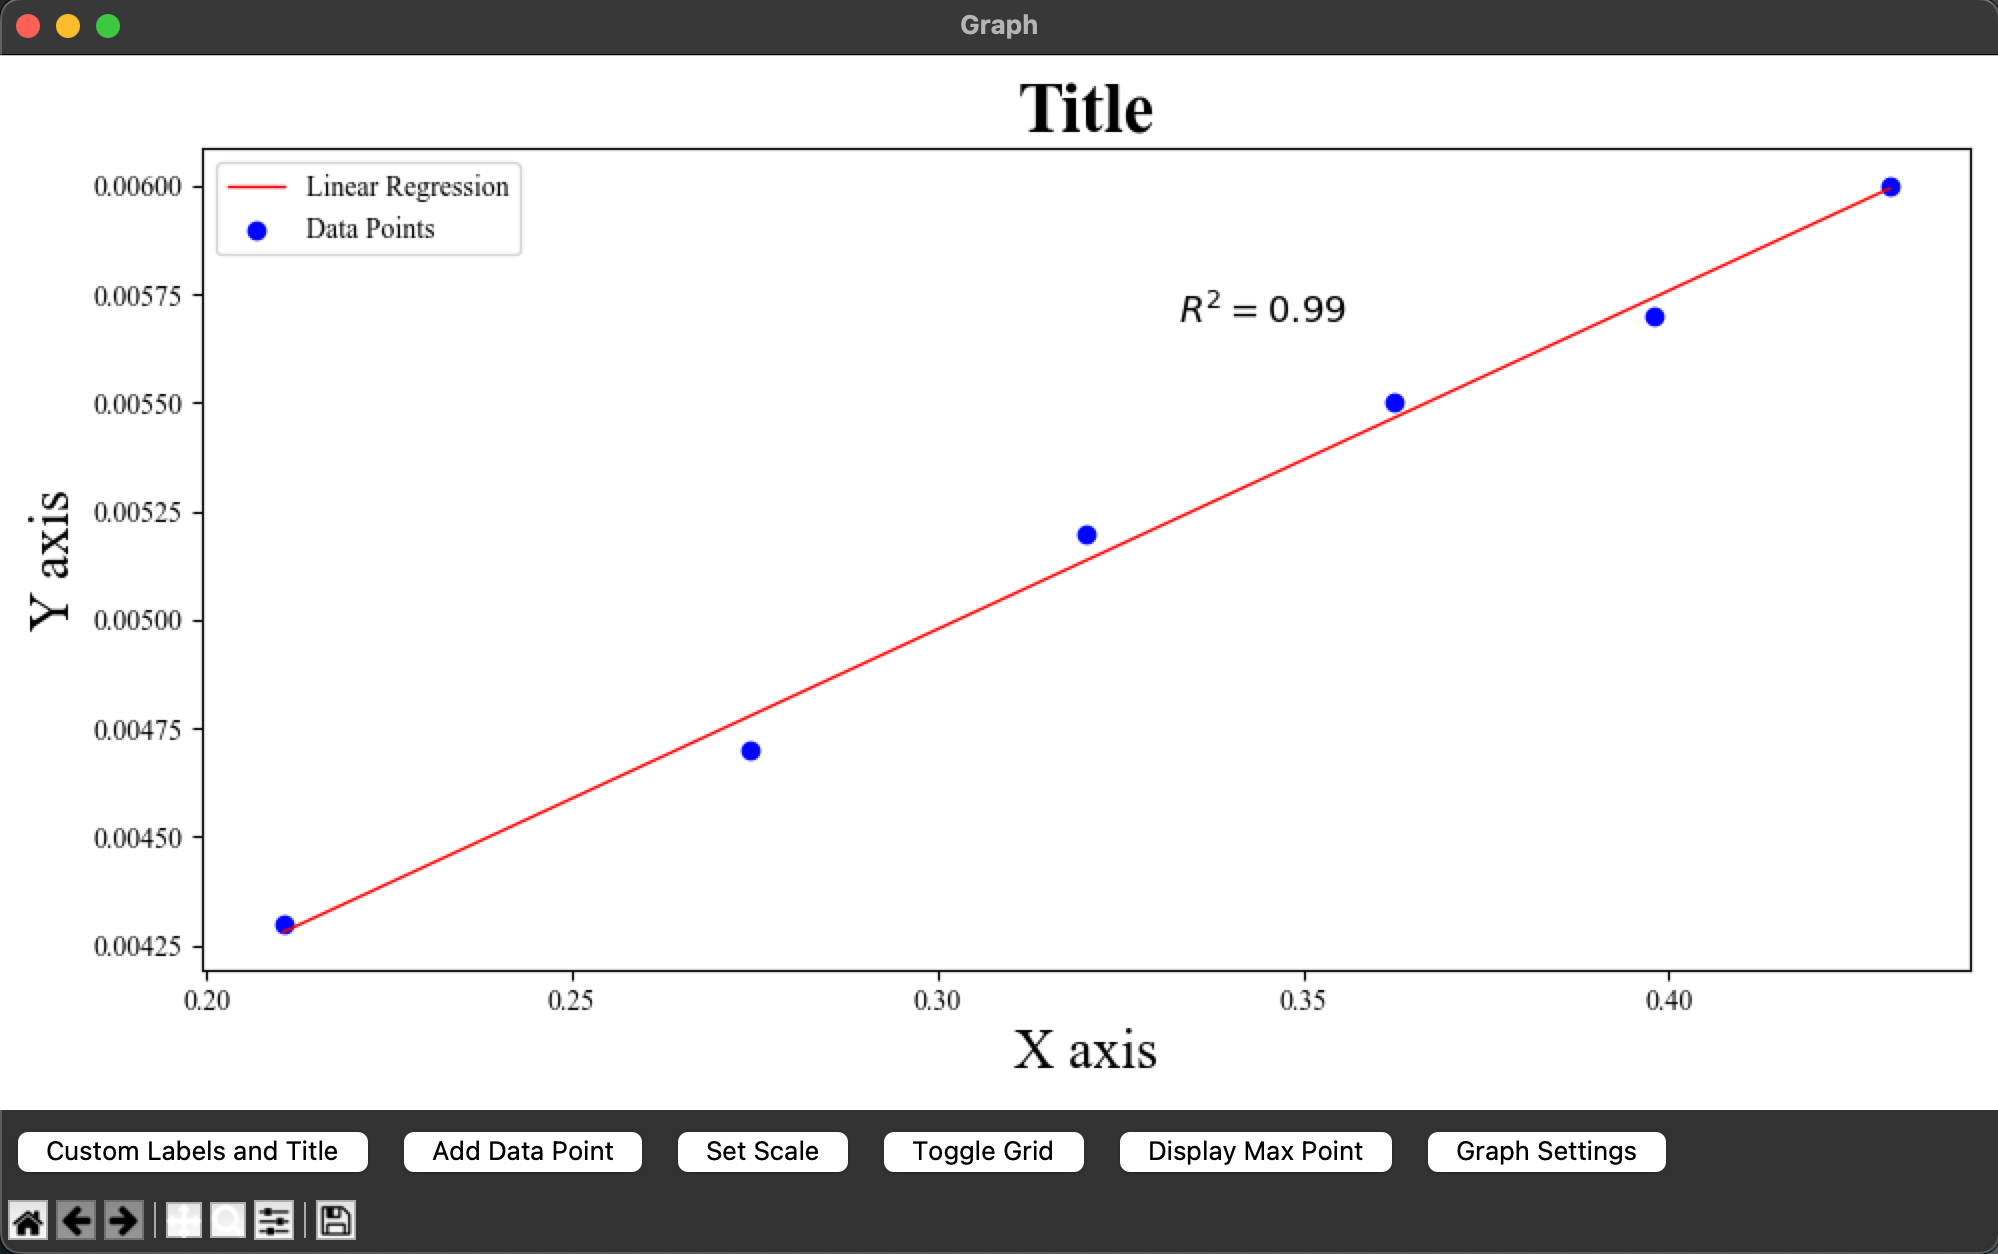 Graph
Title
Linear Regression
Data Points
R² = 0.99
0.00600
0.00575
0.00550
0.00525
0.00500
0.00475
0.00450
0.00425
Y axis
0.20 0.25 0.30 0.35 0.40
X axis
Custom Labels and Title Add Data Point Set Scale Toggle Grid Display Max Point Graph Settings